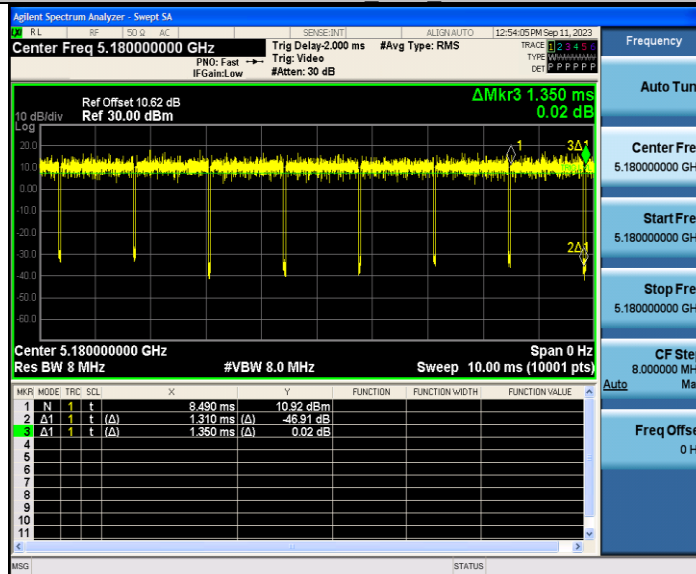 Agilent Spectrum Analyzer - Swept SA
RL RF 50 Ω AC SENSE:INT ALIGN AUTO 12:54:05 PM Sep 11, 2023
Center Freq 5.180000000 GHz Trig Delay-2.000 ms #Avg Type: RMS TRACE 1 2 3 4 5 6
PNO: Fast Trig: Video TYPE
IFGain:Low #Atten: 30 dB DET P P P P P P
ΔMkr3 1.350 ms
0.02 dB
Ref Offset 10.62 dB
10 dB/div Ref 30.00 dBm
Log
20.0
10.0
0.00
-10.0
-20.0
-30.0
-40.0
-50.0
-60.0
1
3Δ1
2Δ1
Center 5.180000000 GHz Span 0 Hz
Res BW 8 MHz #VBW 8.0 MHz Sweep 10.00 ms (10001 pts)
MKR MODE TRC SCL X Y FUNCTION FUNCTION WIDTH FUNCTION VALUE
1 N 1 t 8.490 ms 10.92 dBm
2 Δ1 1 t (Δ) 1.310 ms (Δ) -46.91 dB
3 Δ1 1 t (Δ) 1.350 ms (Δ) 0.02 dB
4
5
6
7
8
9
10
11
MSG STATUS
Frequency
Auto Tun
Center Fre
5.180000000 GH
Start Fre
5.180000000 GH
Stop Fre
5.180000000 GH
CF Ste
8.000000 MH
Auto Ma
Freq Offse
0 H